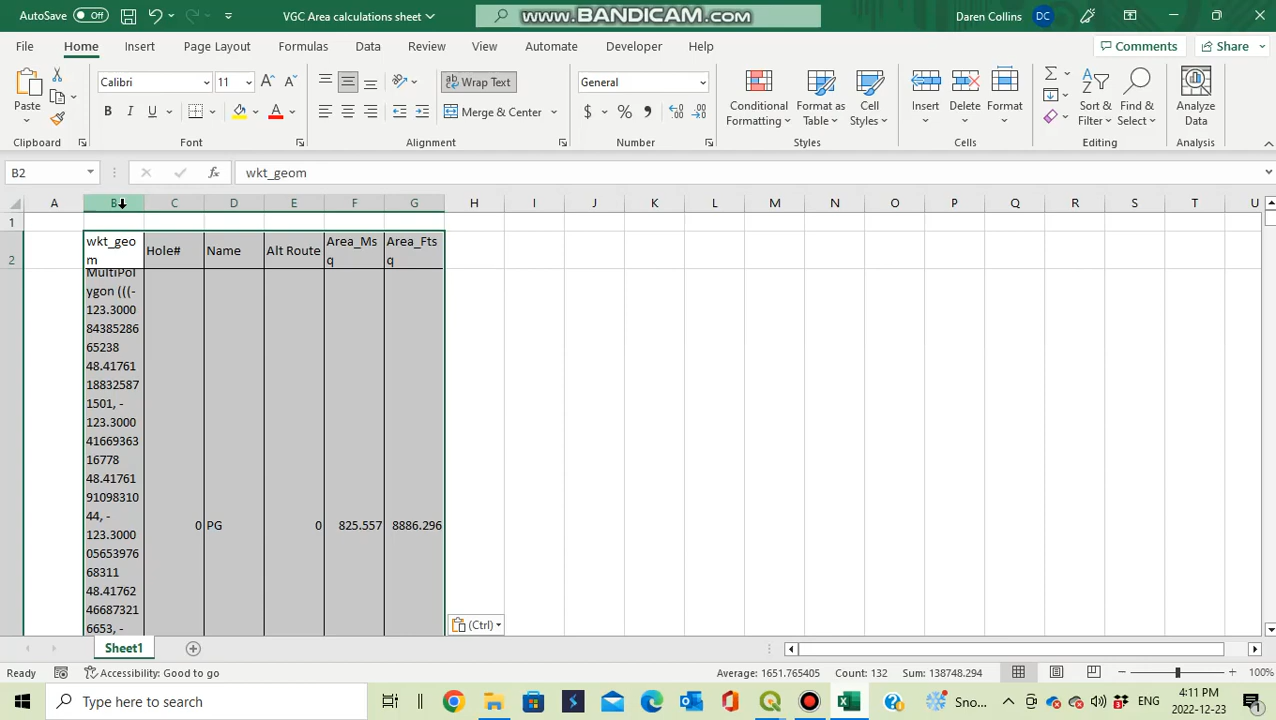 AutoSave Off VGC Area calculations sheet www.BANDICAM.com Daren Collins DC
File Home Insert Page Layout Formulas Data Review View Automate Developer Help Comments Share
Paste Calibri 11 Wrap Text General Conditional Formatting Format as Table Cell Styles Insert Delete Format Sort & Filter Find & Select Analyze Data
B I U A Merge & Center $ % ,
Clipboard Font Alignment Number Styles Cells Editing Analysis
B2 fx wkt_geom
A B C D E F G H I J K L M N O P Q R S T U
1
2 wkt_geom Hole# Name Alt Route Area_Msq Area_Ftsq
MultiPol
ygon (((-
123.3000
84385286
65238
48.41761
18832587
1501, -
123.3000
41669363
16778
48.41761
91098310
44, -
123.3000
05653976
68311
48.41762
46687321
6653, -
0 PG 0 825.557 8886.296
(Ctrl)
Sheet1
Ready Accessibility: Good to go Average: 1651.765405 Count: 132 Sum: 138748.294 100%
Type here to search Sno... ENG 4:11 PM
2022-12-23